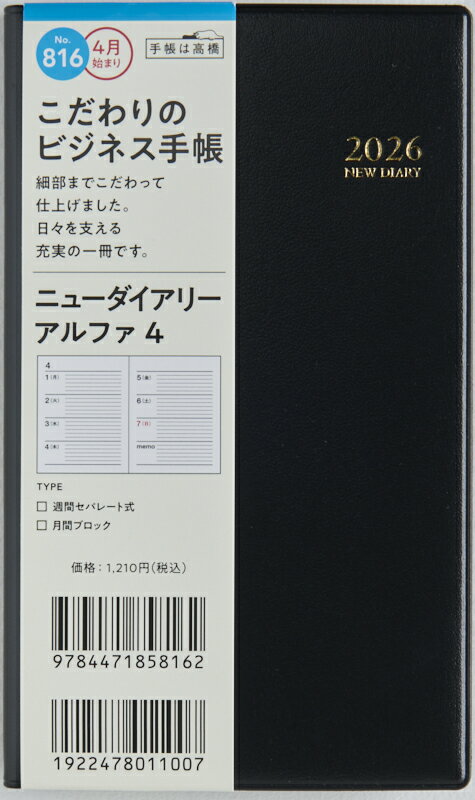 No.
816
4月
始まり
手帳は高橋
こだわりの
ビジネス手帳
細部までこだわって
仕上げました。
日々を支える
充実の一冊です。
2026
NEW DIARY
ニューダイアリー
アルファ 4
4
1(月)
2(火)
3(水)
4(木)
5(金)
6(土)
7(日)
memo
TYPE
週間セパレート式
月間ブロック
価格:1,210円(税込)
9784471858162
1922478011007